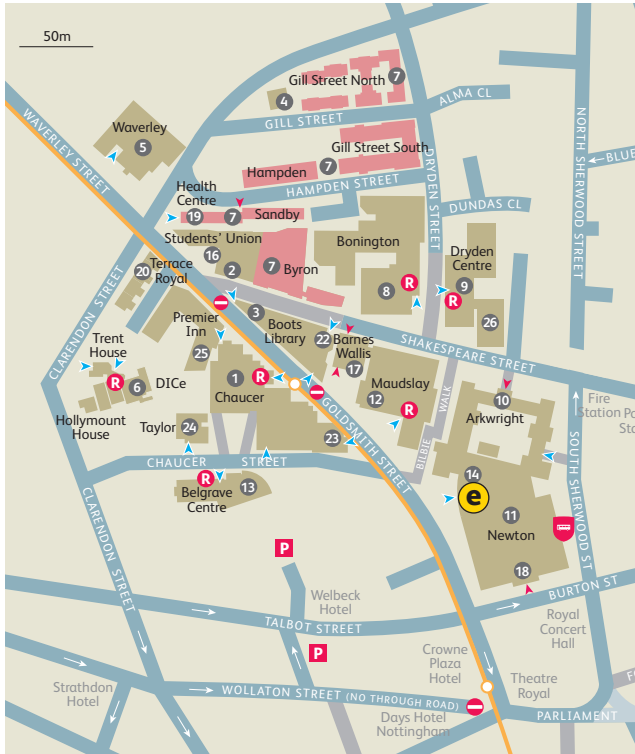 50m
Gill Street North
7
4
ALMA CL
GILL STREET
WAVERLEY STREET
Waverley
5
Gill Street South
7
Hampden
HAMPDEN STREET
DRYDEN STREET
NORTH SHERWOOD STREET
BLUE
Health
Centre
19
7
Sandby
DUNDAS CL
Students' Union
16
2
7
Byron
Bonington
8
R
Dryden
Centre
9
R
26
20
Terrace
Royal
CLARENDON STREET
3
Boots
Library
Premier
Inn
25
22
Barnes
Wallis
17
SHAKESPEARE STREET
Trent
House
R
6
DICe
Hollymount
House
1
R
Chaucer
Maudslay
12
R
10
Arkwright
Fire
Station
Po
Sta
Taylor
24
23
GOLDSMITH STREET
BILBIE
WALK
CHAUCER STREET
R
Belgrave
Centre
13
14
e
11
Newton
18
SOUTH SHERWOOD ST
CLARENDON STREET
P
Welbeck
Hotel
TALBOT STREET
BURTON ST
Royal
Concert
Hall
P
Crowne
Plaza
Hotel
Theatre
Royal
Strathdon
Hotel
WOLLATON STREET (NO THROUGH ROAD)
Days Hotel
Nottingham
PARLIAMENT